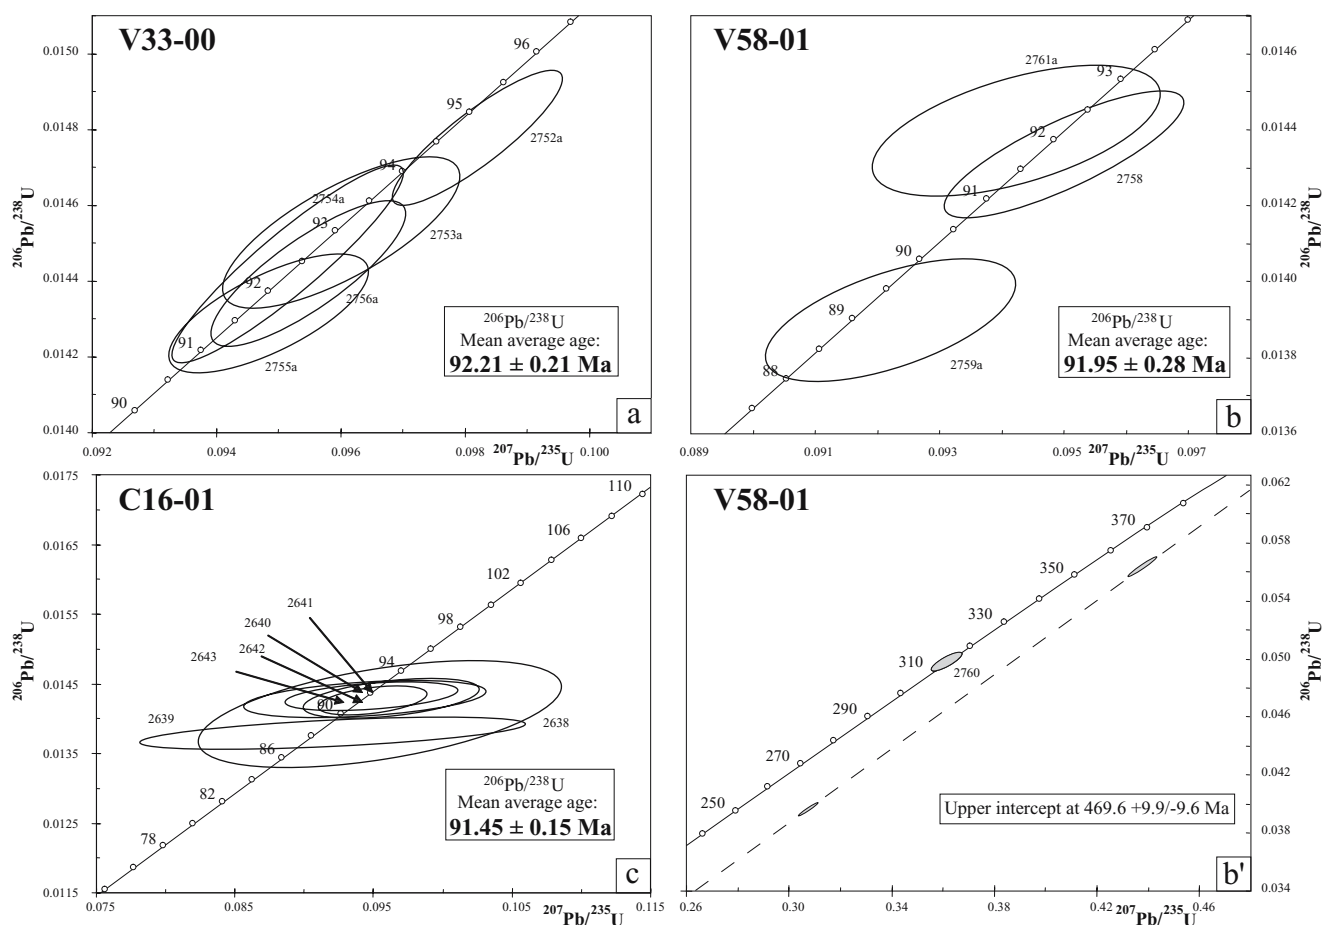 V33-00
0.0150
0.0148
0.0146
0.0144
0.0142
0.0140
206Pb/238U
96
95
94
93
92
91
90
2752a
2754a
2753a
2756a
2755a
206Pb/238U
Mean average age:
92.21 ± 0.21 Ma
a
0.092
0.094
0.096
0.098
0.100
207Pb/235U
V58-01
2761a
93
92
91
90
89
88
2758
2759a
206Pb/238U
Mean average age:
91.95 ± 0.28 Ma
b
0.0146
0.0144
0.0142
0.0140
0.0138
0.0136
206Pb/238U
0.089
0.091
0.093
0.095
0.097
207Pb/235U
C16-01
0.0175
0.0165
0.0155
0.0145
0.0135
0.0125
0.0115
206Pb/238U
110
106
102
98
94
90
86
82
78
2641
2640
2642
2643
2639
2638
206Pb/238U
Mean average age:
91.45 ± 0.15 Ma
c
0.075
0.085
0.095
0.105
0.115
207Pb/235U
V58-01
370
350
330
310
290
270
250
2760
Upper intercept at 469.6 +9.9/-9.6 Ma
b'
0.062
0.058
0.054
0.050
0.046
0.042
0.038
0.034
206Pb/238U
0.26
0.30
0.34
0.38
0.42
0.46
207Pb/235U